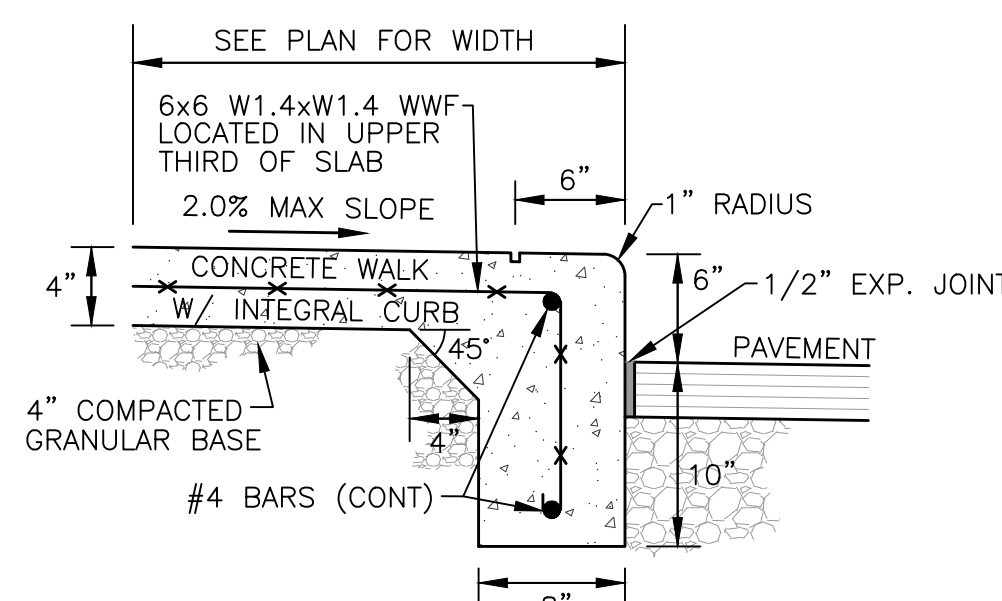 SEE PLAN FOR WIDTH
6x6 W1.4xW1.4 WWF
LOCATED IN UPPER
THIRD OF SLAB
6”
2.0% MAX SLOPE
1” RADIUS
4”
CONCRETE WALK
W/ INTEGRAL CURB
6”
1/2” EXP. JOINT
45°
PAVEMENT
4” COMPACTED
GRANULAR BASE
4”
#4 BARS (CONT)
10”